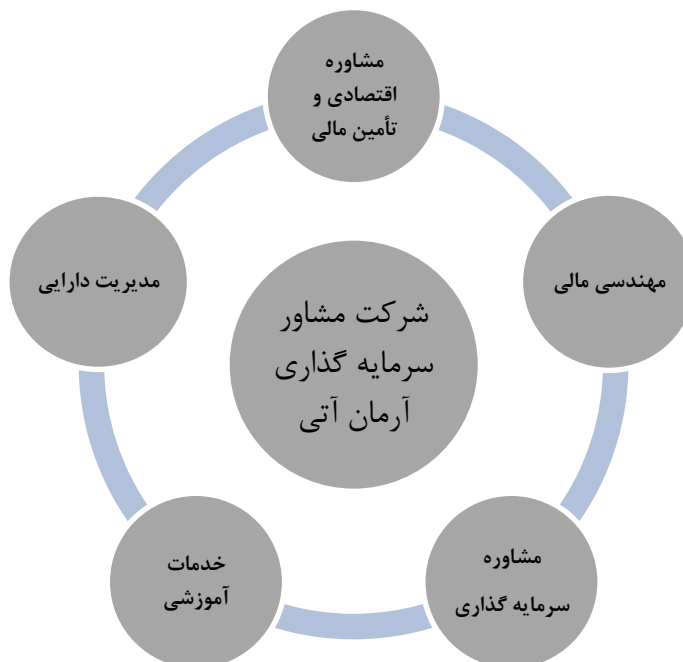 مشاوره
اقتصادی و
تأمین مالی
مهندسی مالی
مشاوره
سرمایه گذاری
خدمات
آموزشی
مدیریت دارایی
شرکت مشاور
سرمایه گذاری
آرمان آتی